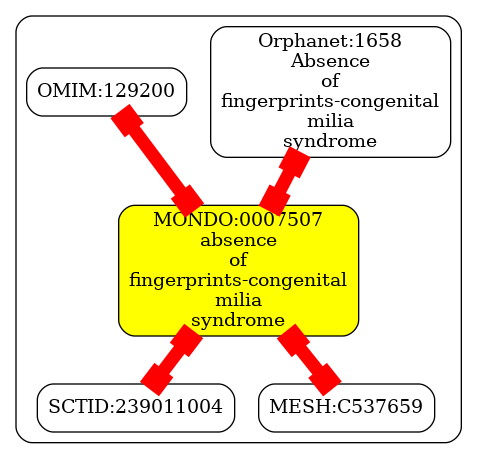 OMIM:129200
Orphanet:1658
Absence
of
fingerprints-congenital
milia
syndrome
MONDO:0007507
absence
of
fingerprints-congenital
milia
syndrome
SCTID:239011004
MESH:C537659